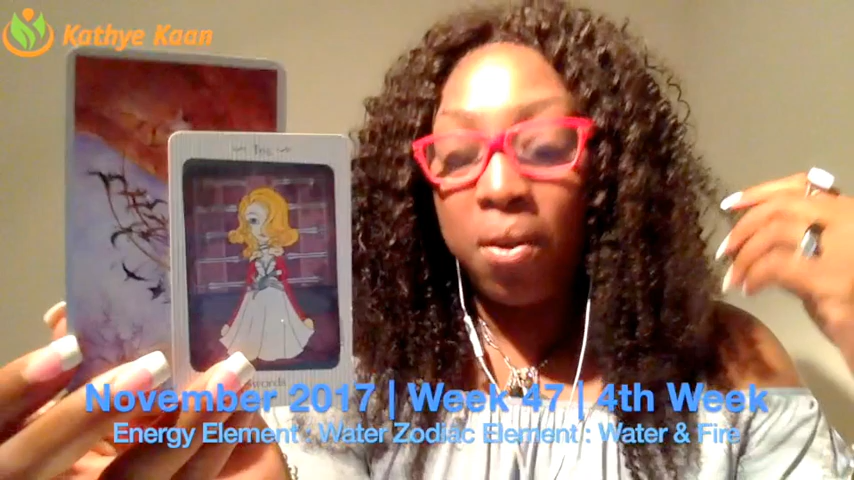 Kathye Kaan
November 2017 | Week 47 | 4th Week
Energy Element : Water Zodiac Element : Water & Fire